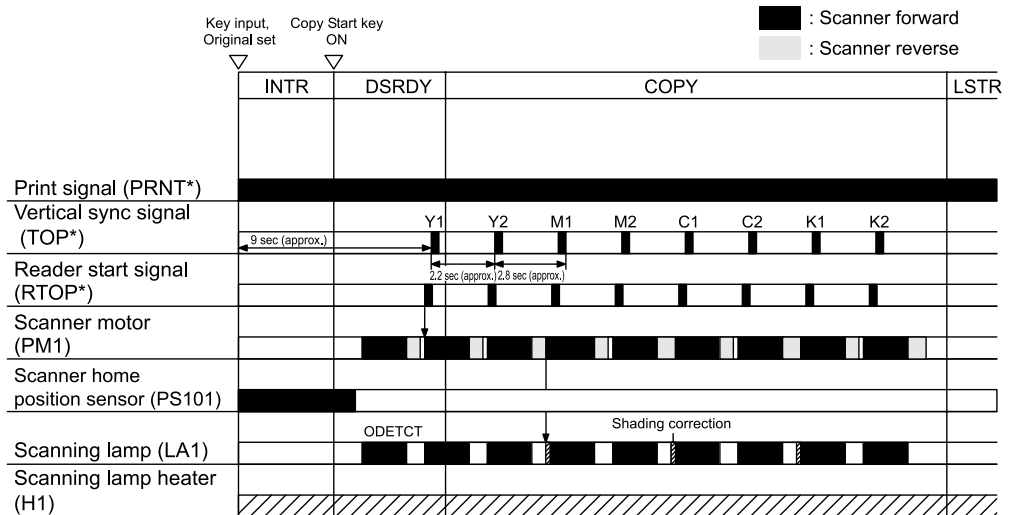 Key input,
Original set
Copy Start key
ON
: Scanner forward
: Scanner reverse
INTR
DSRDY
COPY
LSTR
Print signal (PRNT*)
Vertical sync signal
(TOP*)
Y1
Y2
M1
M2
C1
C2
K1
K2
9 sec (approx.)
Reader start signal
(RTOP*)
2.2 sec (approx.)
2.8 sec (approx.)
Scanner motor
(PM1)
Scanner home
position sensor (PS101)
ODETCT
Shading correction
Scanning lamp (LA1)
Scanning lamp heater
(H1)